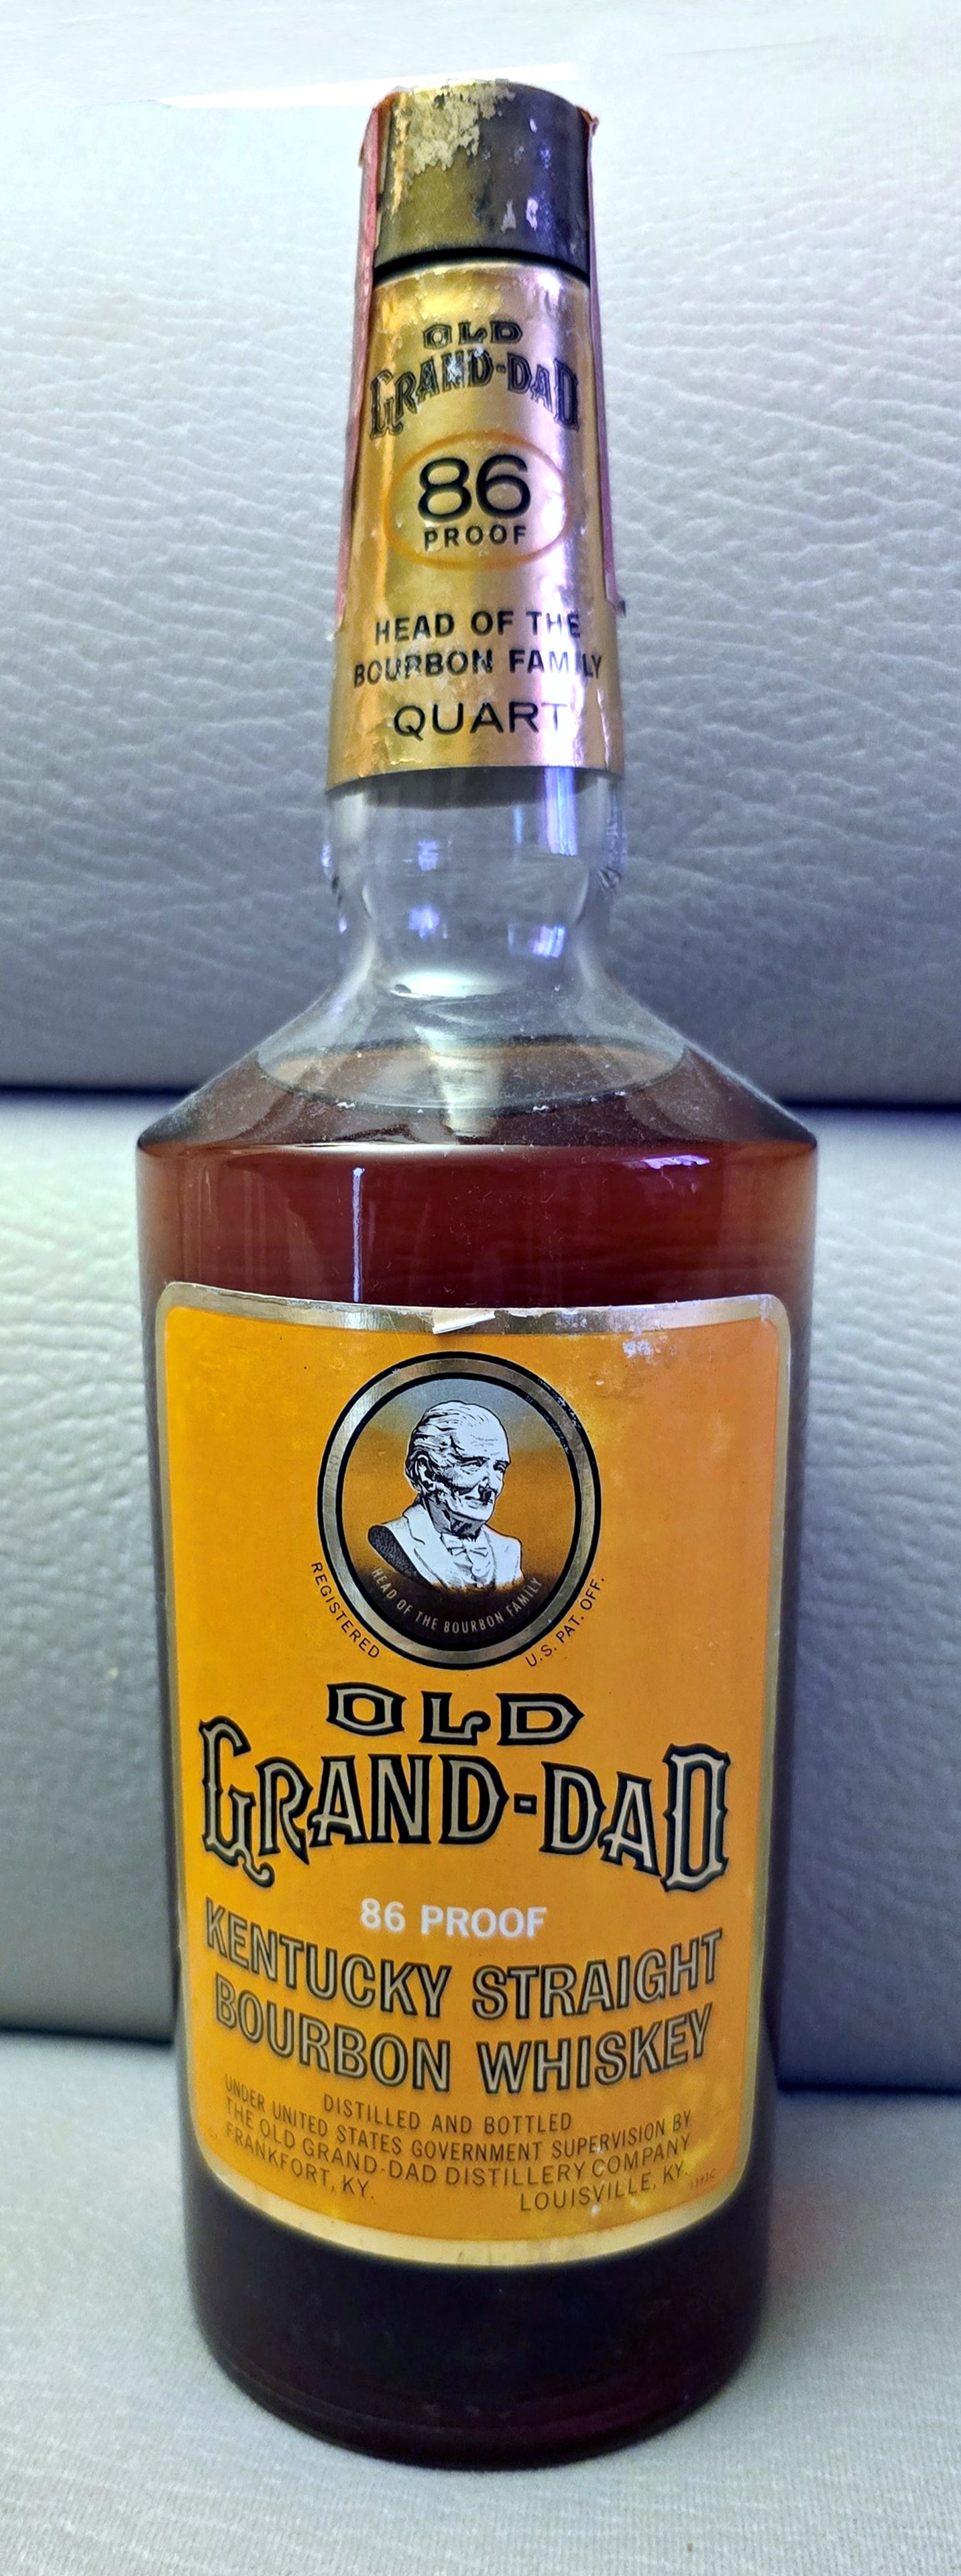 OLD
GRAND-DAD
86
PROOF
HEAD OF THE
BOURBON FAMILY
QUART
HEAD OF THE BOURBON FAMILY
REGISTERED
U.S. PAT. OFF.
OLD
GRAND-DAD
86 PROOF
KENTUCKY STRAIGHT
BOURBON WHISKEY
DISTILLED AND BOTTLED
UNDER UNITED STATES GOVERNMENT SUPERVISION BY
THE OLD GRAND-DAD DISTILLERY COMPANY
FRANKFORT, KY. LOUISVILLE, KY.